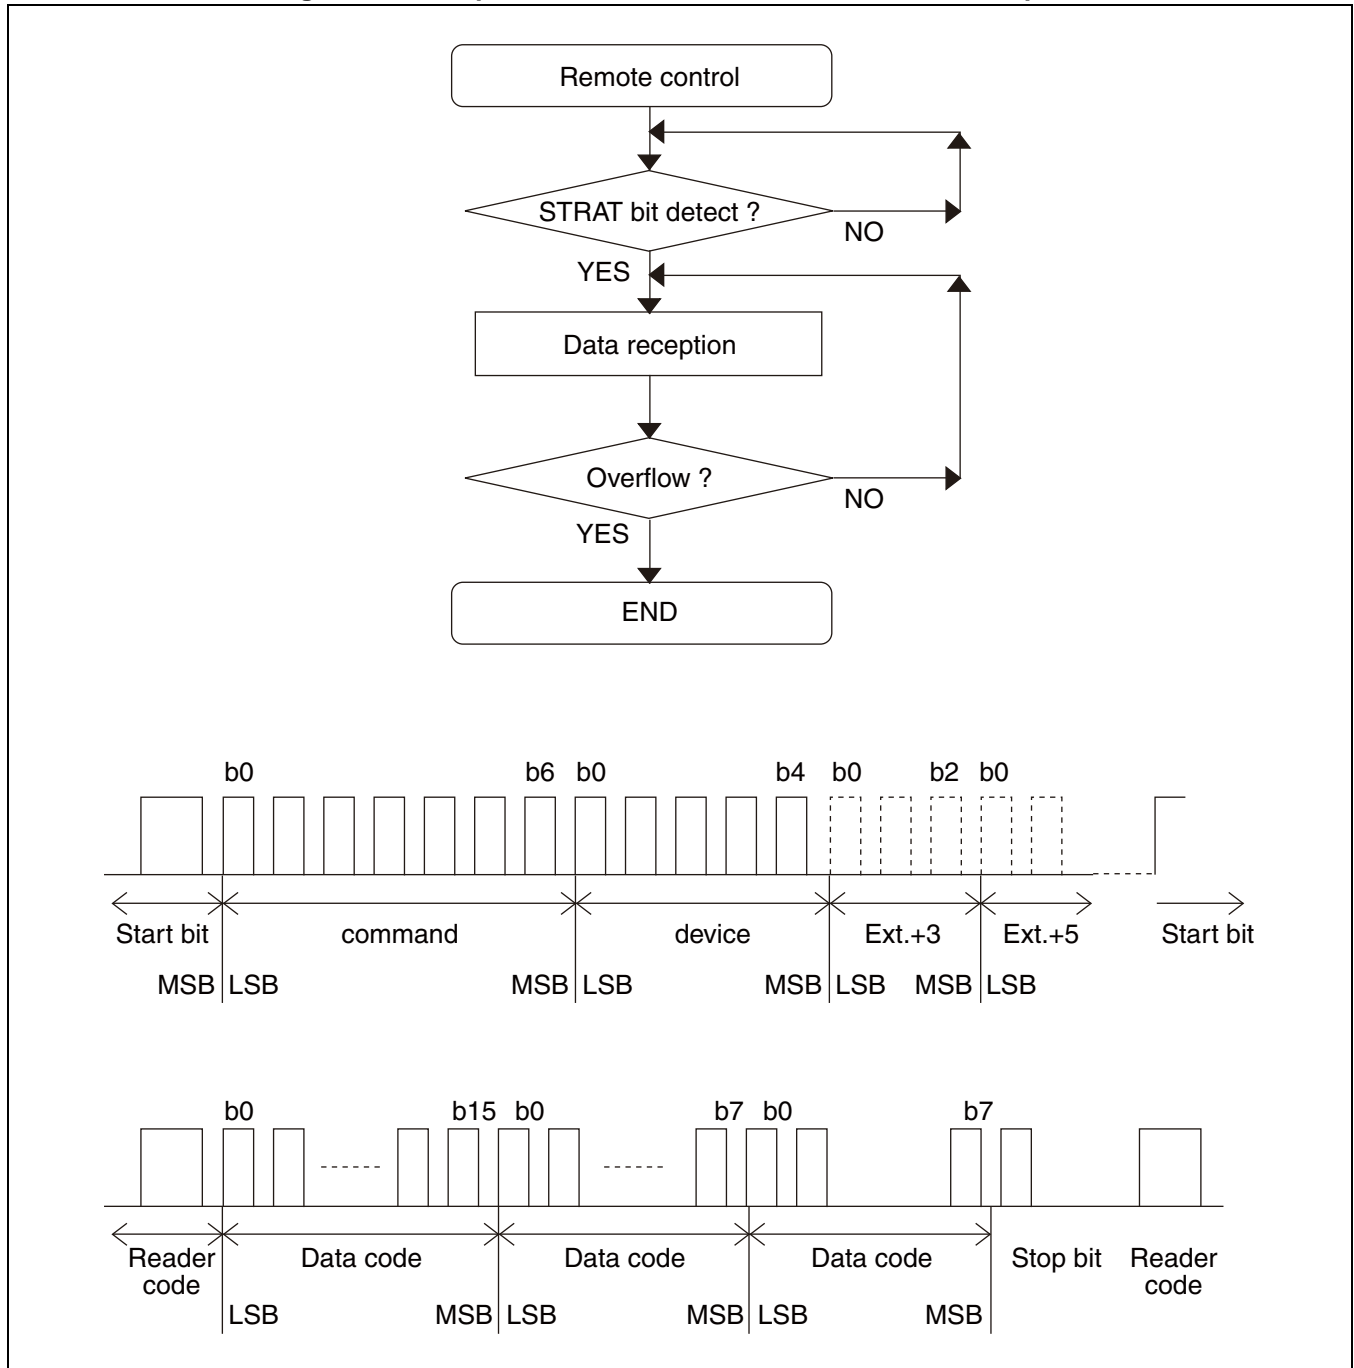 Remote control
STRAT bit detect ?
NO
YES
Data reception
Overflow ?
NO
YES
END
b0 b6 b0 b4 b0 b2 b0
Start bit command device Ext.+3 Ext.+5 Start bit
MSB LSB MSB LSB MSB LSB MSB LSB
b0 b15 b0 b7 b0 b7
Reader Data code Data code Data code Stop bit Reader
code code
LSB MSB LSB MSB LSB MSB